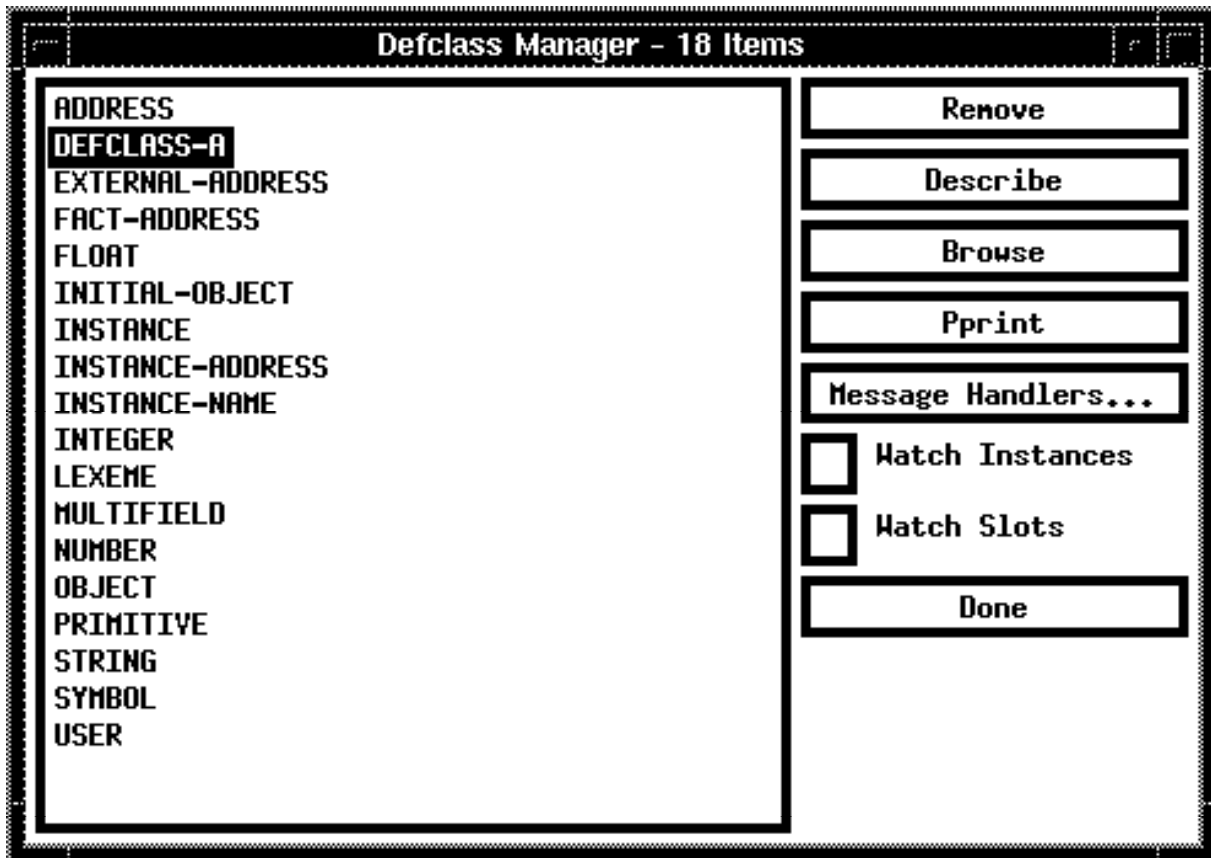 Defclass Manager - 18 Items
ADDRESS
DEFCLASS-A
EXTERNAL-ADDRESS
FACT-ADDRESS
FLOAT
INITIAL-OBJECT
INSTANCE
INSTANCE-ADDRESS
INSTANCE-NAME
INTEGER
LEXEME
MULTIFIELD
NUMBER
OBJECT
PRIMITIVE
STRING
SYMBOL
USER
Remove
Describe
Browse
Pprint
Message Handlers...
Watch Instances
Watch Slots
Done